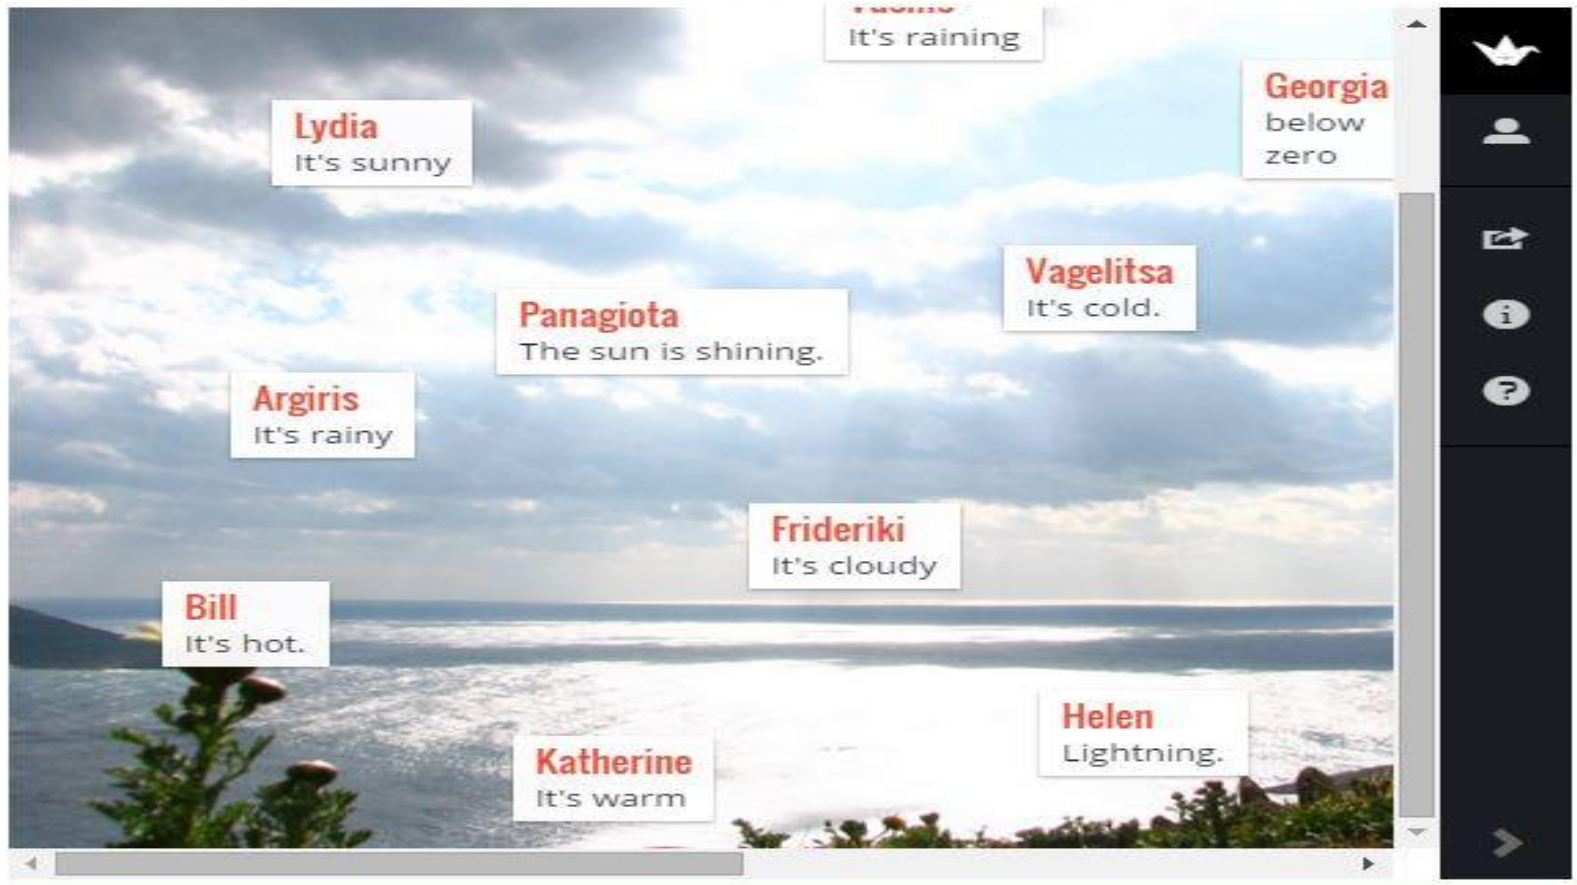 It's raining
Georgia
below
zero
Lydia
It's sunny
Vagelitsa
It's cold.
Panagiota
The sun is shining.
Argiris
It's rainy
Frideriki
It's cloudy
Bill
It's hot.
Helen
Lightning.
Katherine
It's warm